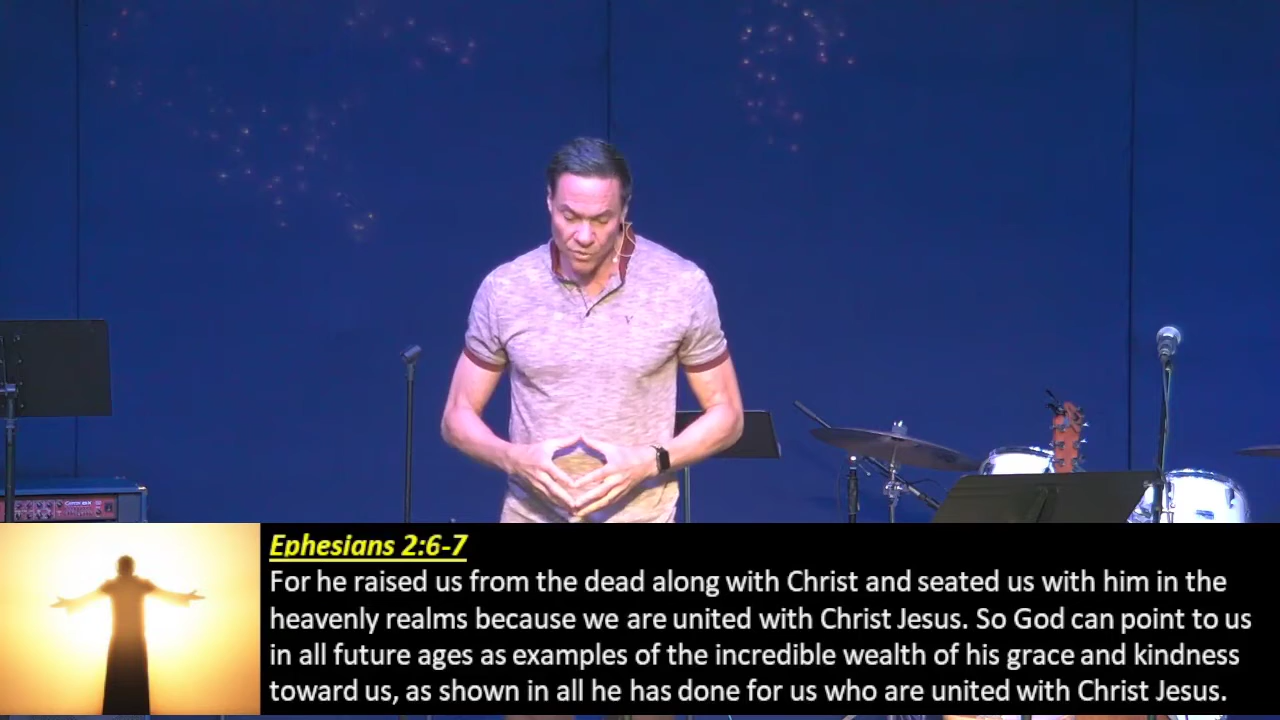 Ephesians 2:6-7
For he raised us from the dead along with Christ and seated us with him in the
heavenly realms because we are united with Christ Jesus. So God can point to us
in all future ages as examples of the incredible wealth of his grace and kindness
toward us, as shown in all he has done for us who are united with Christ Jesus.